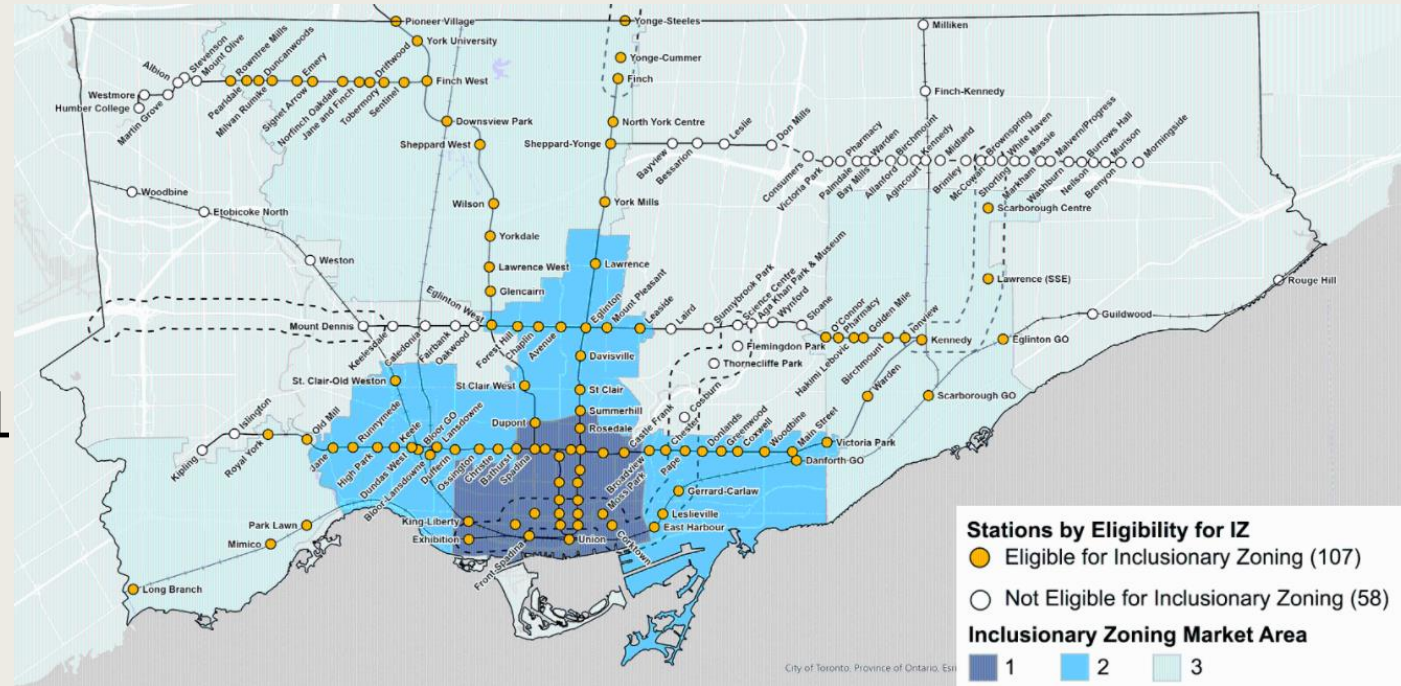 Pioneer Village
Yonge-Steeles
Milliken
York University
Yonge-Cummer
Finch
Stevenson
Mount Olive
Albion
Rowntree Mills
Duncanwoods
Emery
Driftwood
Finch West
Westmore
Humber College
Martin Grove
Pearldale
Milvan Rumike
Signet Arrow
Norfinch Oakdale
Jane and Finch
Tobermory
Sentinel
Finch-Kennedy
Downsview Park
North York Centre
Sheppard West
Sheppard-Yonge
Bayview
Bessarion
Leslie
Don Mills
Consumers
Victoria Park
Pharmacy
Palmdale
Warden
Bay Mills
Birchmount
Allanford
Kennedy
Agincourt
Midland
Brimley
Brownspring
McCowan
White Haven
Shorting
Massie
Markham
Malvern/Progress
Washburn
Burrows Hall
Neilson
Murison
Brenyon
Morningside
Woodbine
Etobicoke North
Wilson
York Mills
Scarborough Centre
Yorkdale
Weston
Lawrence West
Lawrence
Lawrence (SSE)
Rouge Hill
Glencairn
Eglinton West
Mount Dennis
Keelesdale
Caledonia
Fairbank
Oakwood
Forest Hill
Chaplin
Avenue
Eglinton
Mount Pleasant
Leaside
Laird
Sunnybrook Park
Science Centre
Aga Khan Park & Museum
Wynford
Sloane
O'Connor
Pharmacy
Hakimi Lebovic
Golden Mile
Birchmount
Ionview
Kennedy
Eglinton GO
Guildwood
Flemingdon Park
Thorncliffe Park
Davisville
St. Clair-Old Weston
St Clair West
St Clair
Warden
Scarborough GO
Summerhill
Cosburn
Dupont
Rosedale
Kipling
Islington
Royal York
Old Mill
Jane
Runnymede
High Park
Keele
Dundas West
Bloor GO
Bloor-Lansdowne
Lansdowne
Dufferin
Ossington
Christie
Bathurst
Spadina
Castle Frank
Broadview
Chester
Pape
Donlands
Greenwood
Coxwell
Woodbine
Main Street
Victoria Park
Danforth GO
Moss Park
Gerrard-Carlaw
Park Lawn
Mimico
King-Liberty
Exhibition
Front-Spadina
Union
Corktown
Leslieville
East Harbour
Long Branch
Stations by Eligibility for IZ
Eligible for Inclusionary Zoning (107)
Not Eligible for Inclusionary Zoning (58)
Inclusionary Zoning Market Area
1 2 3
City of Toronto, Province of Ontario, Esri